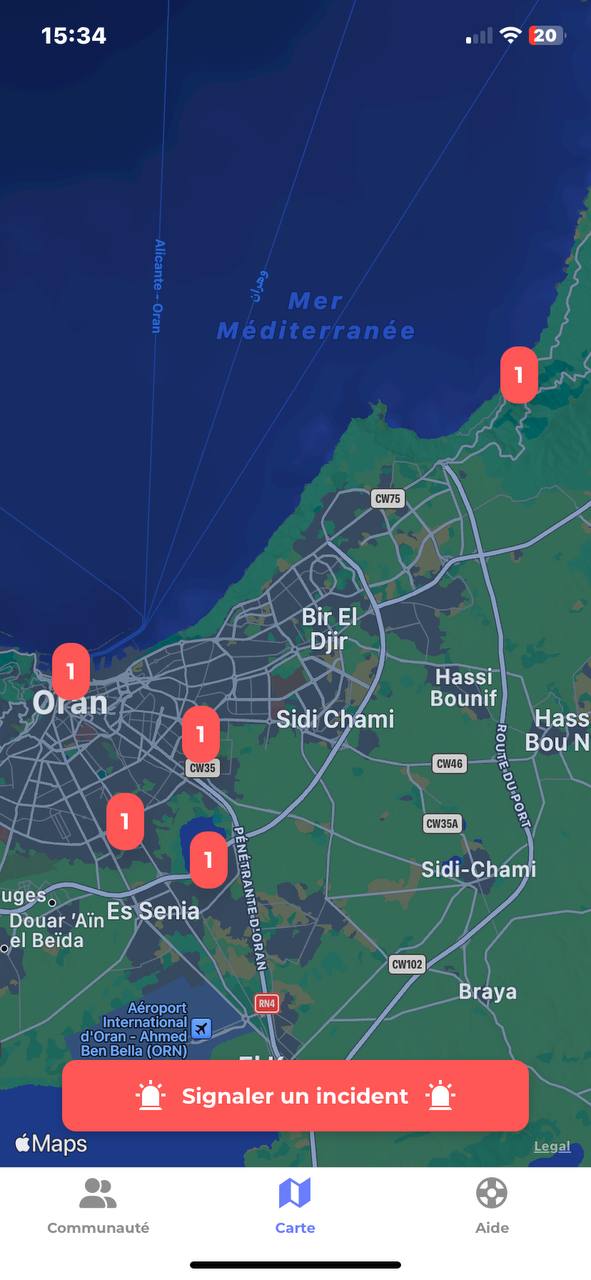 15:34
20
Alicante - Oran
وهران
Mer
Méditerranée
1
CW75
Bir El
Djir
1
Oran
Hassi
Bounif
Sidi Chami
Hass
Bou N
1
CW35
CW46
ROUTE DU PORT
1
CW35A
1
PÉNÉTRANTE D'ORAN
Sidi-Chami
uges
Es Senia
Douar 'Aïn
el Beïda
CW102
Braya
RN4
Aéroport
International
d'Oran - Ahmed
Ben Bella (ORN)
Signaler un incident
Maps
Legal
Communauté
Carte
Aide